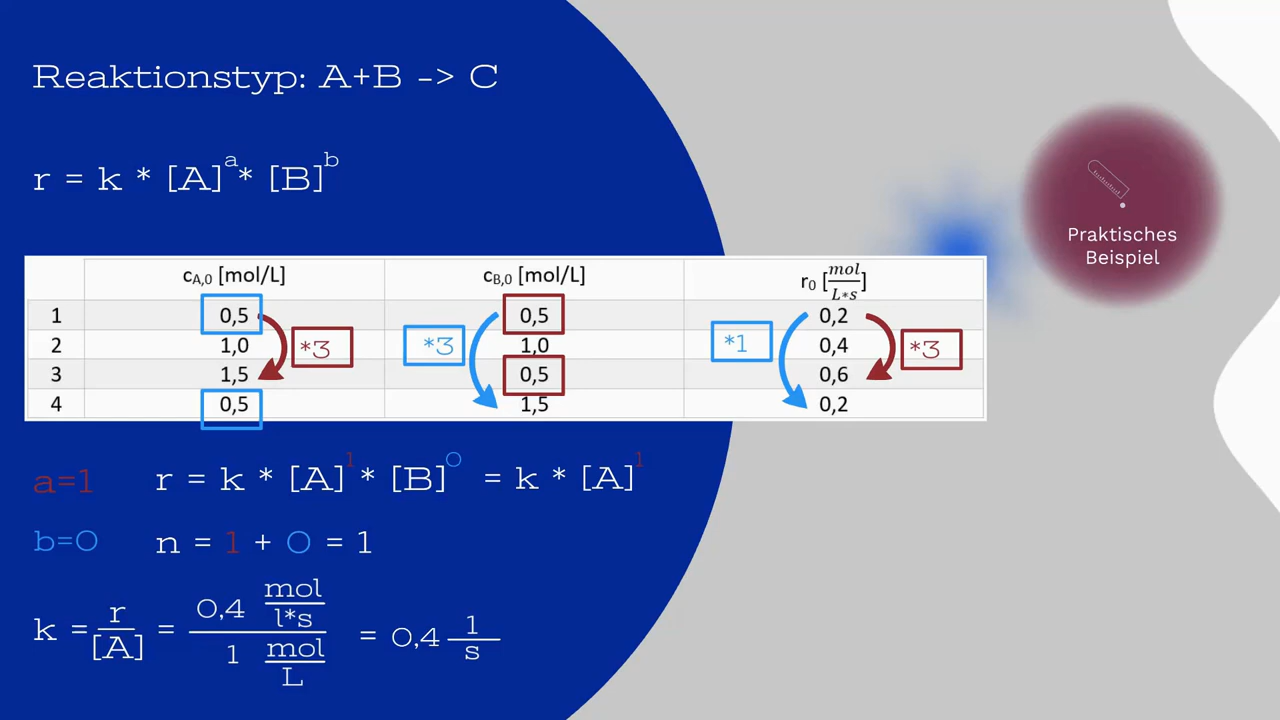 Reaktionstyp: A+B -> C
r = k * [A]^a * [B]^b
Praktisches
Beispiel
c_A,0 [mol/L] c_B,0 [mol/L] r_0 [mol/L*s]
1 0,5 0,5 0,2
2 1,0 1,0 0,4
3 1,5 0,5 0,6
4 0,5 1,5 0,2
*3 *3 *1 *3
a=1 r = k * [A]^1 * [B]^0 = k * [A]^1
b=0 n = 1 + 0 = 1
k = r/[A] = 0,4 mol/l*s / 1 mol/L = 0,4 1/s